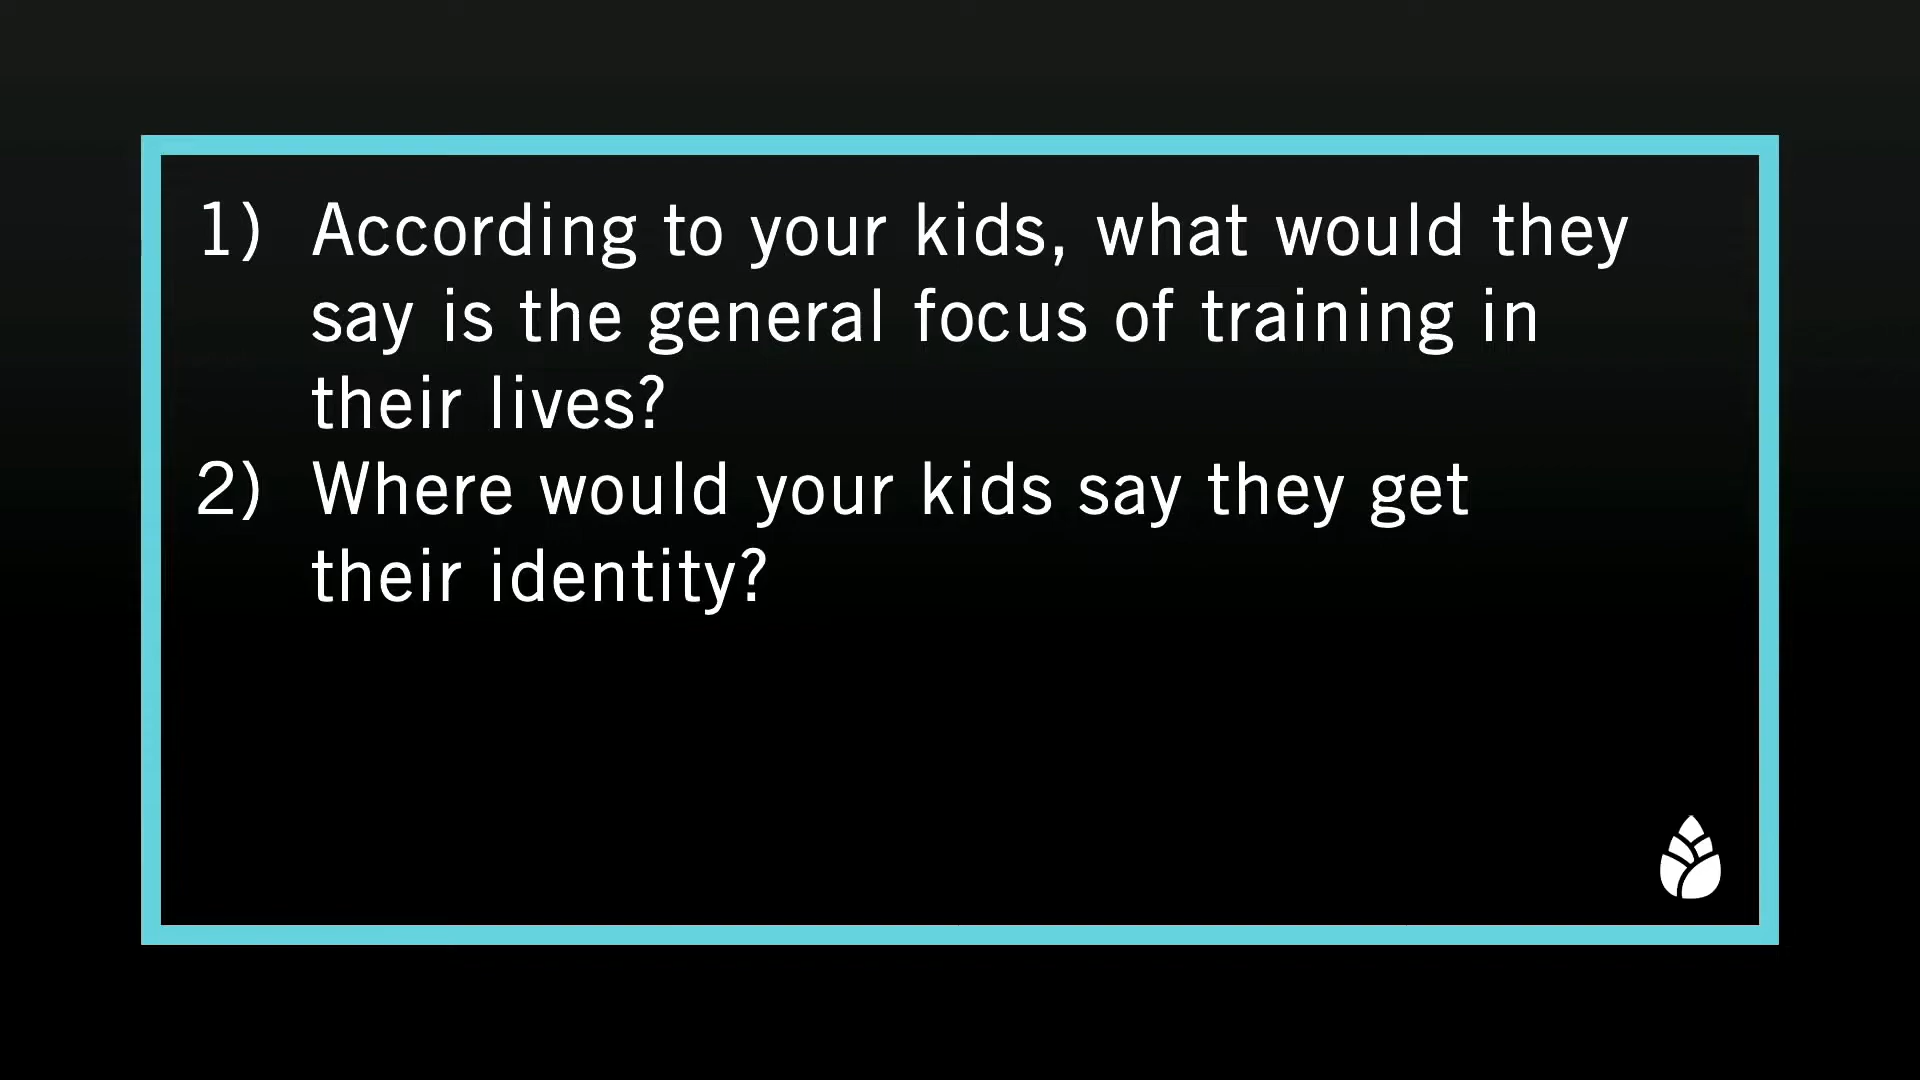 1) According to your kids, what would they
say is the general focus of training in
their lives?
2) Where would your kids say they get
their identity?